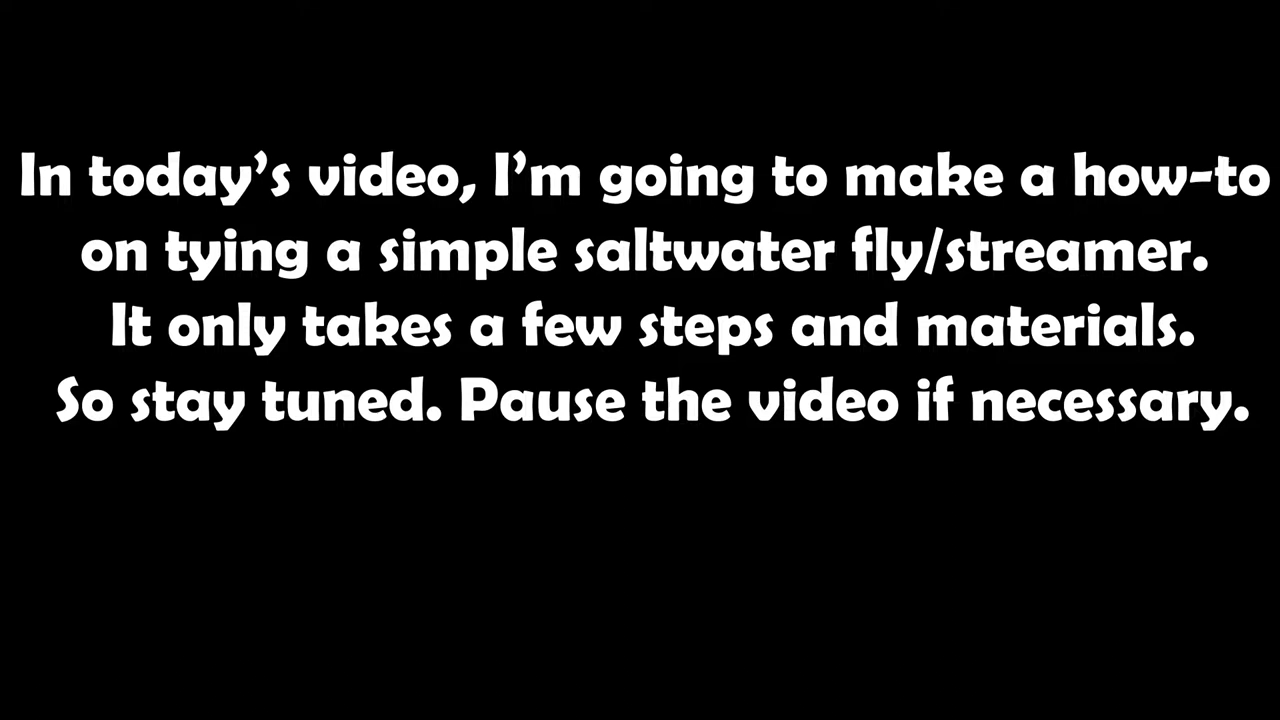 In today’s video, I’m going to make a how-to
on tying a simple saltwater fly/streamer.
It only takes a few steps and materials.
So stay tuned. Pause the video if necessary.